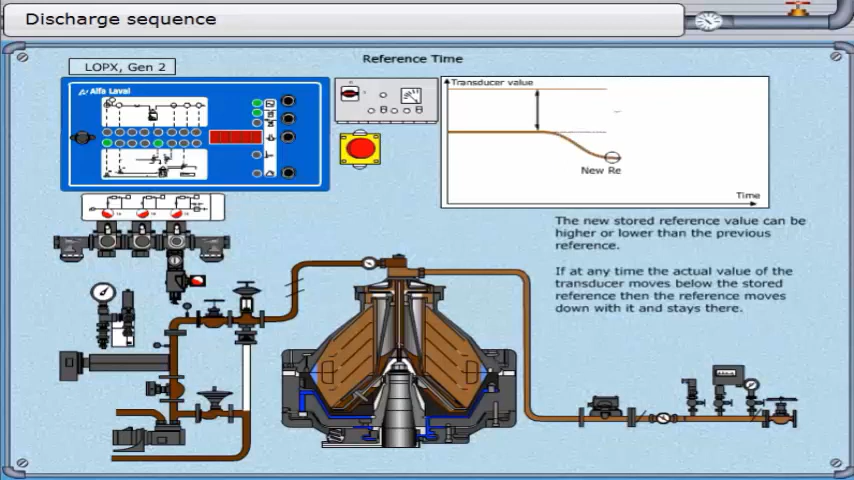 Discharge sequence
Reference Time
LOPX, Gen 2
Alfa Laval
Transducer value
New Re
Time
The new stored reference value can be
higher or lower than the previous
reference.
If at any time the actual value of the
transducer moves below the stored
reference then the reference moves
down with it and stays there.